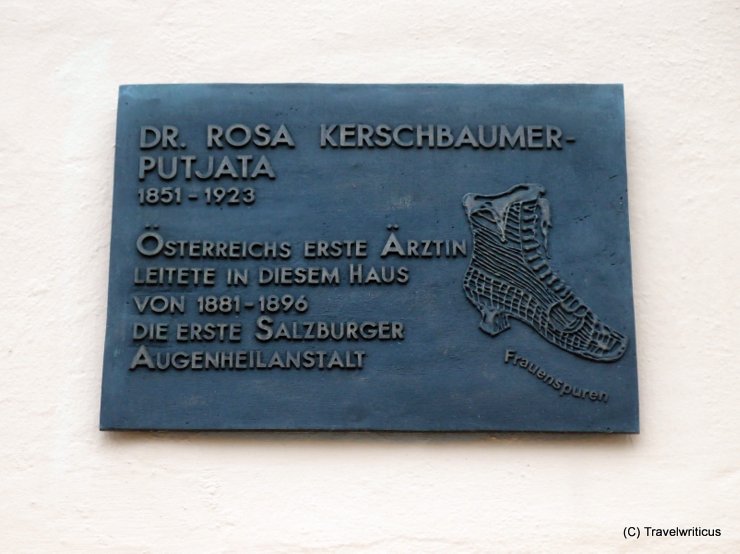 DR. ROSA KERSCHBAUMER-
PUTJATA
1851 - 1923
ÖSTERREICHS ERSTE ÄRZTIN
LEITETE IN DIESEM HAUS
VON 1881 - 1896
DIE ERSTE SALZBURGER
AUGENHEILANSTALT
Frauenspuren
(C) Travelwriticus